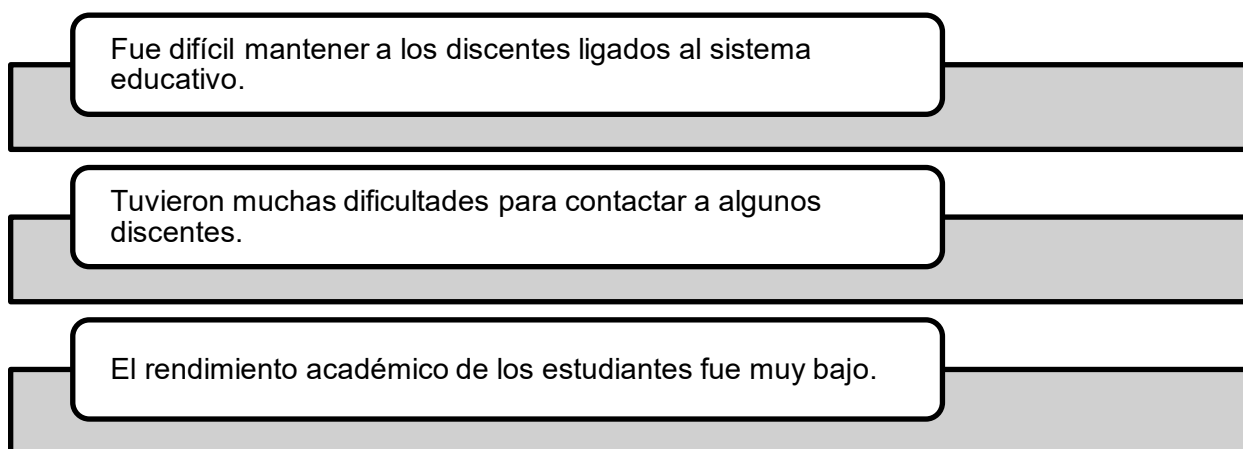 Fue difícil mantener a los discentes ligados al sistema
educativo.
Tuvieron muchas dificultades para contactar a algunos
discentes.
El rendimiento académico de los estudiantes fue muy bajo.